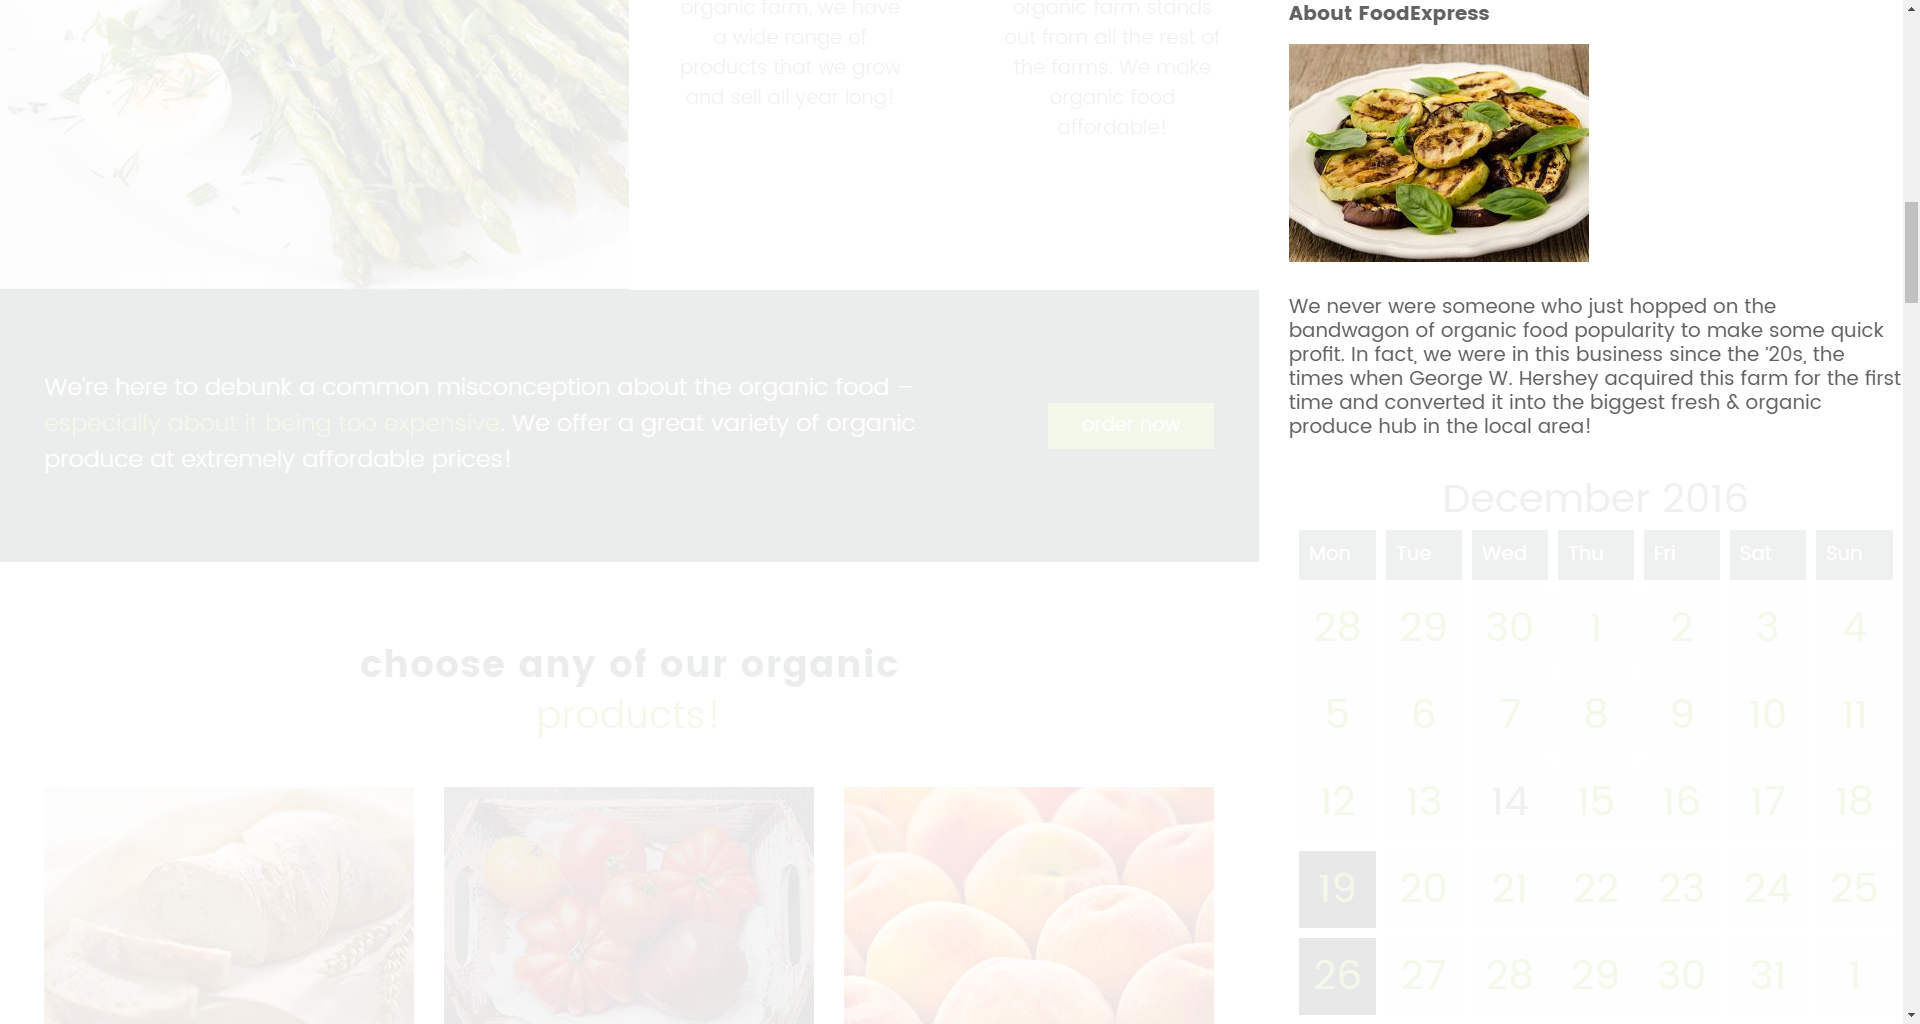 organic farm, we have
a wide range of
products that we grow
and sell all year long!
organic farm stands
out from all the rest of
the farms. We make
organic food
affordable!
We're here to debunk a common misconception about the organic food –
especially about it being too expensive. We offer a great variety of organic
produce at extremely affordable prices!
order now
choose any of our organic
products!
About FoodExpress
We never were someone who just hopped on the
bandwagon of organic food popularity to make some quick
profit. In fact, we were in this business since the '20s, the
times when George W. Hershey acquired this farm for the first
time and converted it into the biggest fresh & organic
produce hub in the local area!
December 2016
Mon Tue Wed Thu Fri Sat Sun
28 29 30 1 2 3 4
5 6 7 8 9 10 11
12 13 14 15 16 17 18
19 20 21 22 23 24 25
26 27 28 29 30 31 1